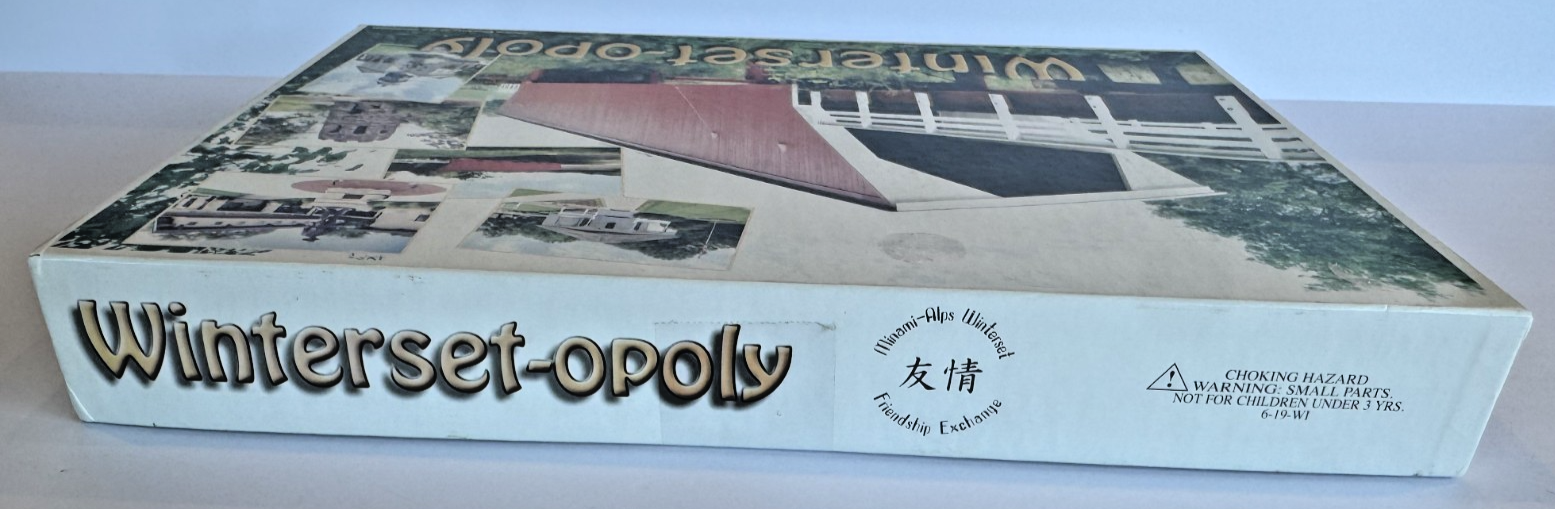 Winterset-opoly
Winterset-opoly
Minami-Alps Winterset
友情
Friendship Exchange
CHOKING HAZARD
WARNING: SMALL PARTS.
NOT FOR CHILDREN UNDER 3 YRS.
6-19-WI